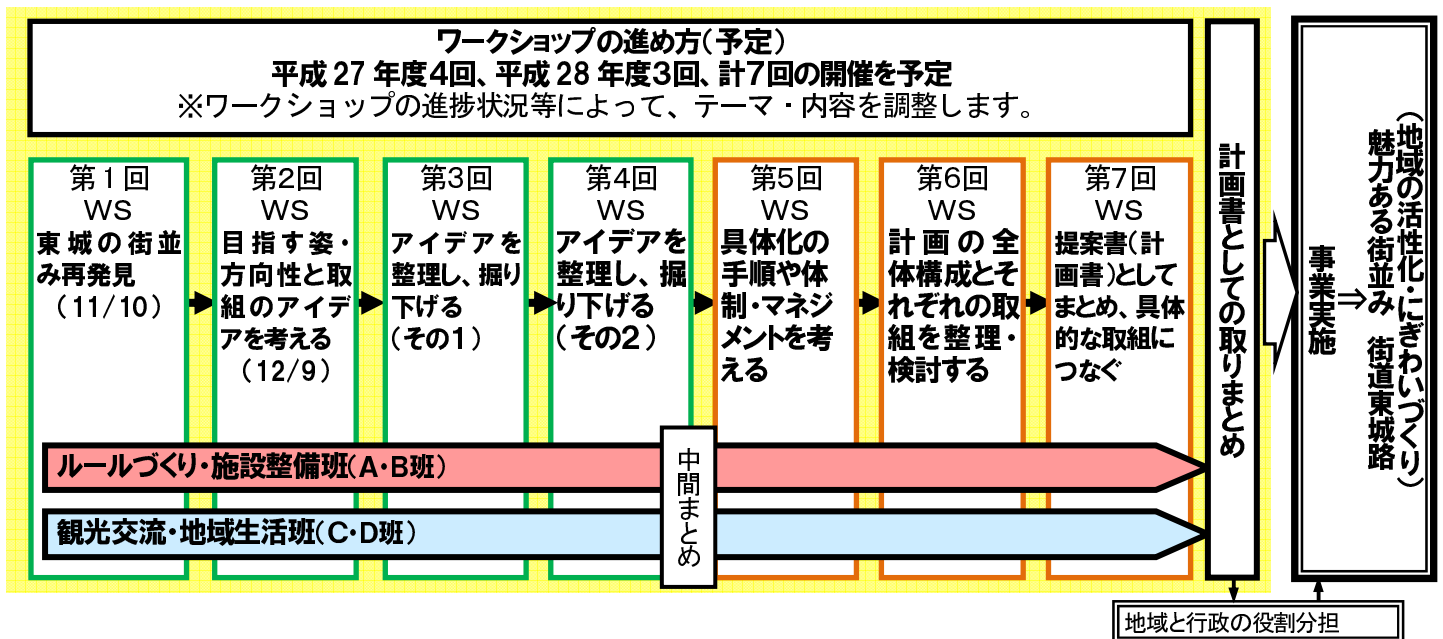 ワークショップの進め方(予定)
平成 27 年度4回、平成 28 年度3回、計7回の開催を予定
※ワークショップの進捗状況等によって、テーマ・内容を調整します。
第1回
WS
東城の街並
み再発見
(11/10)
第2回
WS
目指す姿・
方向性と取
組のアイデ
アを考える
(12/9)
第3回
WS
アイデアを
整理し、掘り
下げる
(その1)
第4回
WS
アイデアを
整理し、掘
り下げる
(その2)
第5回
WS
具体化の
手順や体
制・マネジ
メントを考
える
第6回
WS
計画の全
体構成とそ
れぞれの取
組を整理・
検討する
第7回
WS
提案書(計
画書)として
まとめ、具体
的な取組に
つなぐ
ルールづくり・施設整備班(A・B班)
観光交流・地域生活班(C・D班)
中間まとめ
計画書としての取りまとめ
事業実施
⇒魅力ある街並み 街道東城路
(地域の活性化・にぎわいづくり)
地域と行政の役割分担